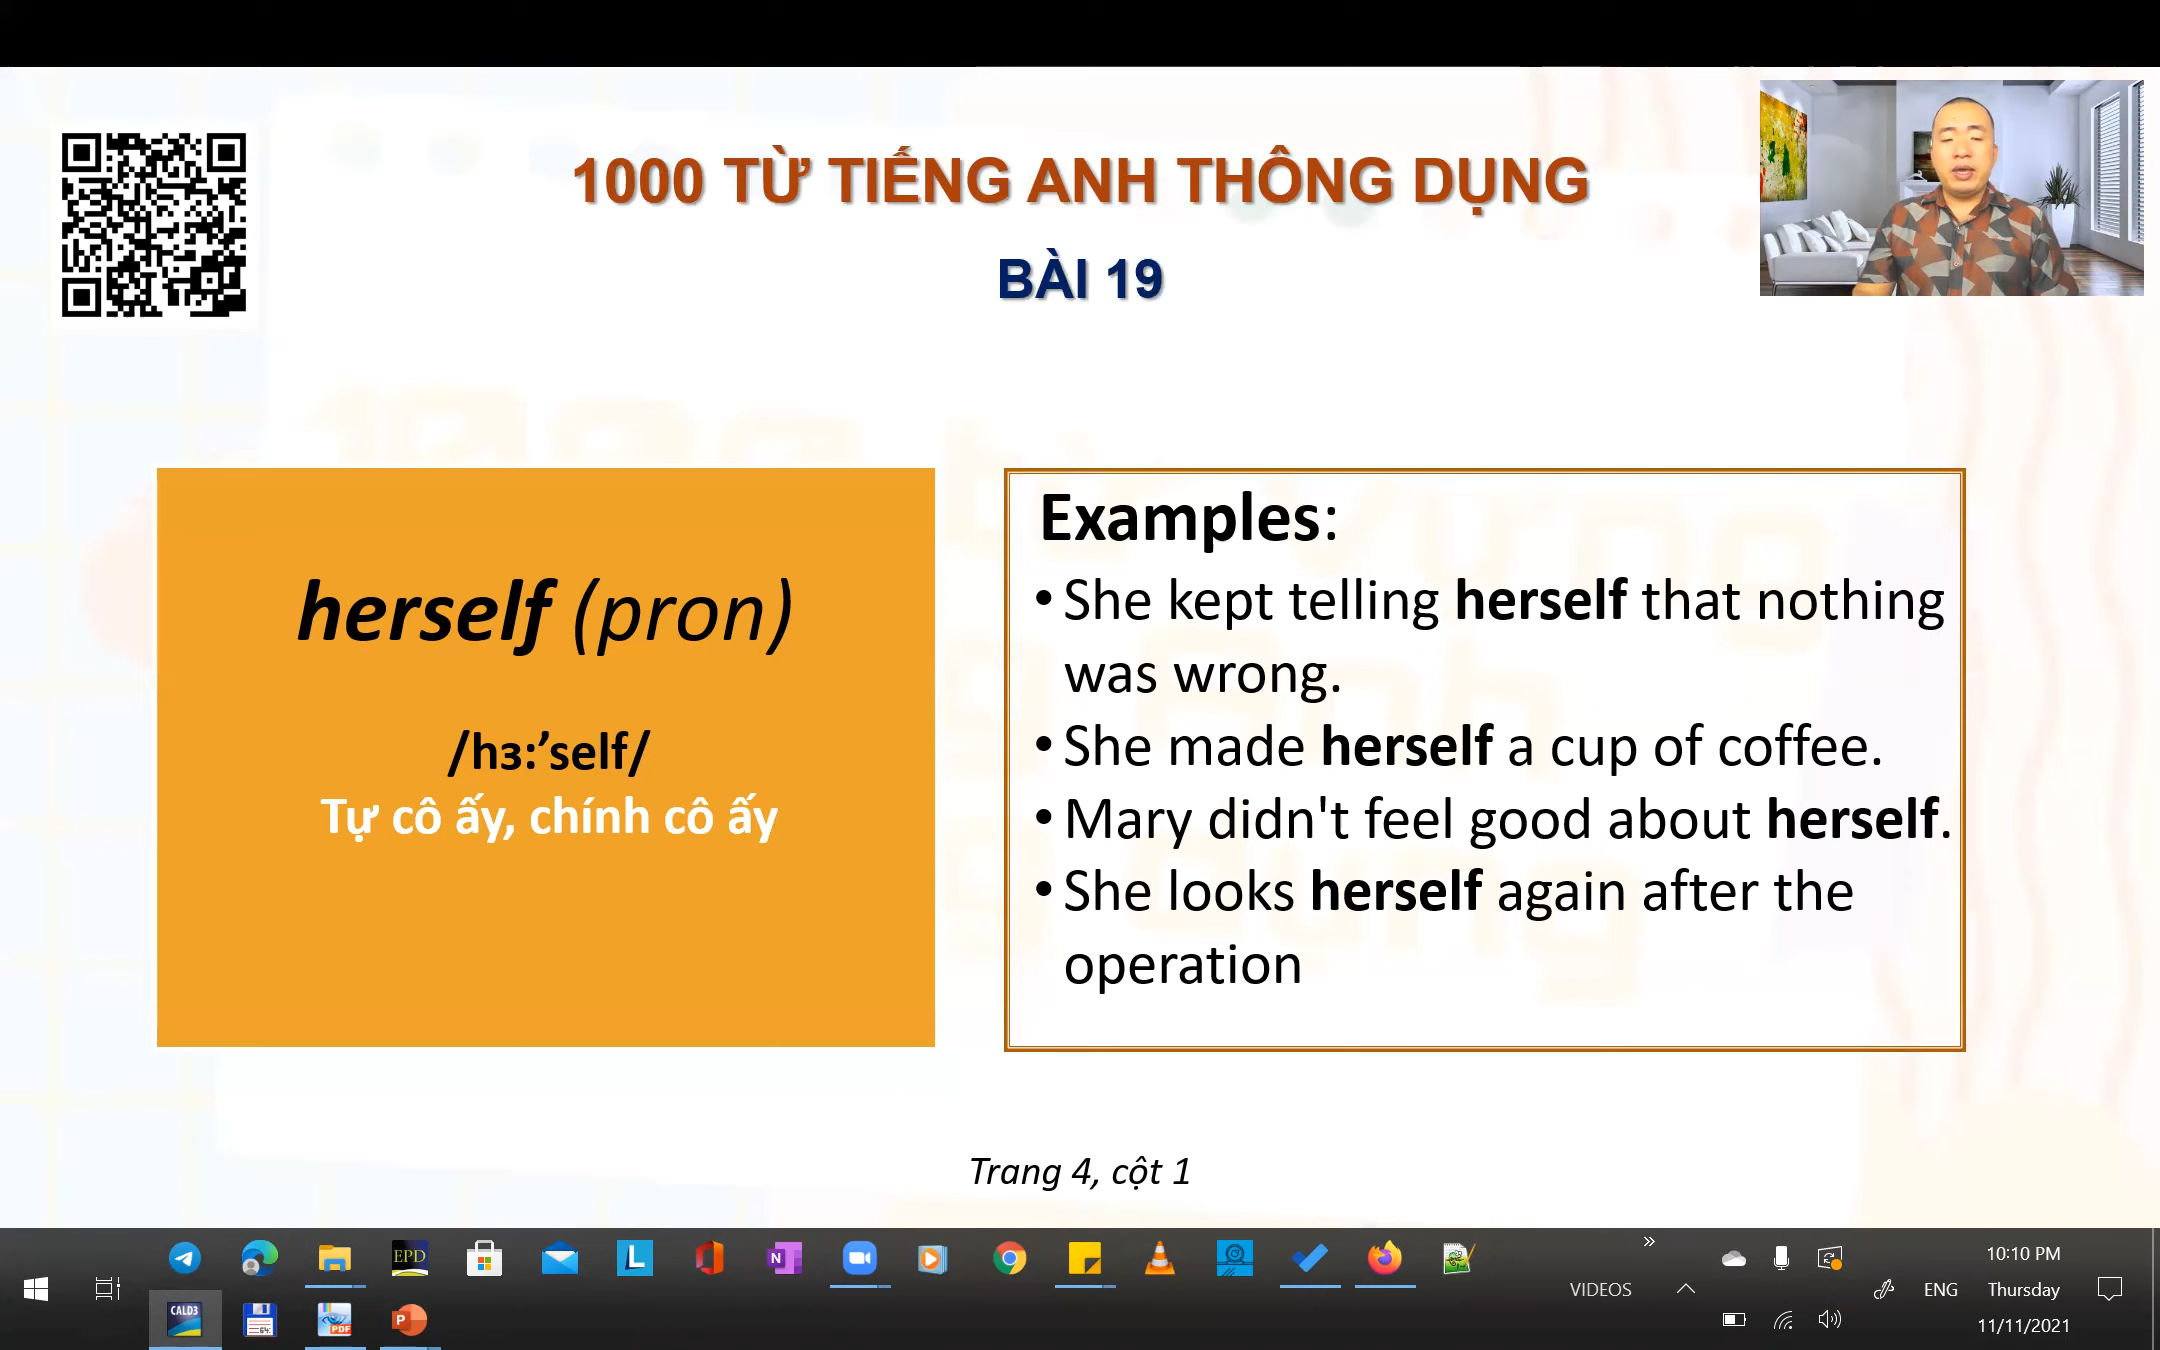 1000 TỪ TIẾNG ANH THÔNG DỤNG
BÀI 19
herself (pron)
/hɜ:’self/
Tự cô ấy, chính cô ấy
Examples:
• She kept telling herself that nothing
was wrong.
• She made herself a cup of coffee.
• Mary didn't feel good about herself.
• She looks herself again after the
operation
Trang 4, cột 1
EPD
L
N
CALD3
64
PDF
P
VIDEOS
»
ENG
10:10 PM
Thursday
11/11/2021